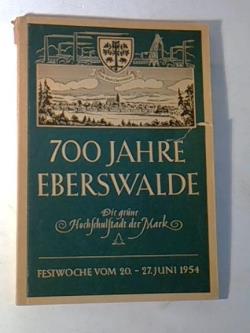 700 JAHRE
EBERSWALDE
Die grüne
Hochschulstadt der Mark
FESTWOCHE VOM 20. - 27. JUNI 1954